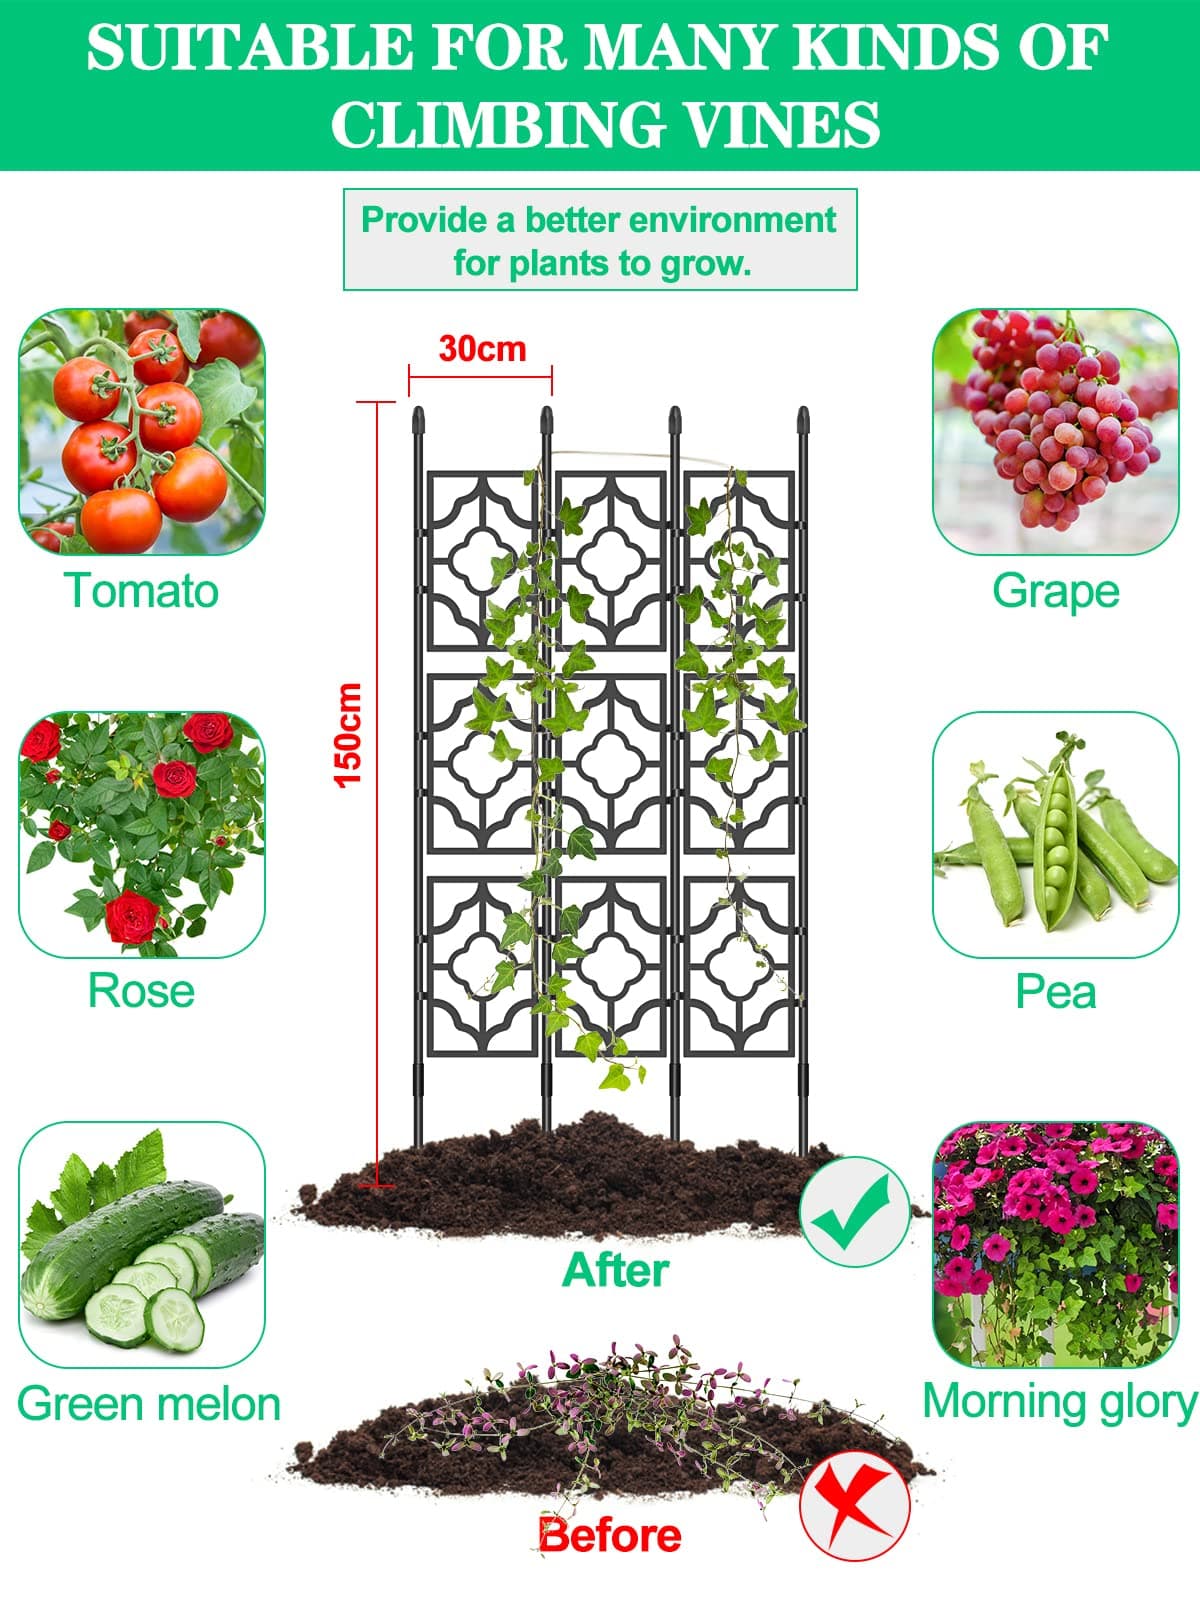 SUITABLE FOR MANY KINDS OF
CLIMBING VINES
Provide a better environment
for plants to grow.
30cm
150cm
Tomato
Grape
Rose
Pea
Green melon
Morning glory
After
Before